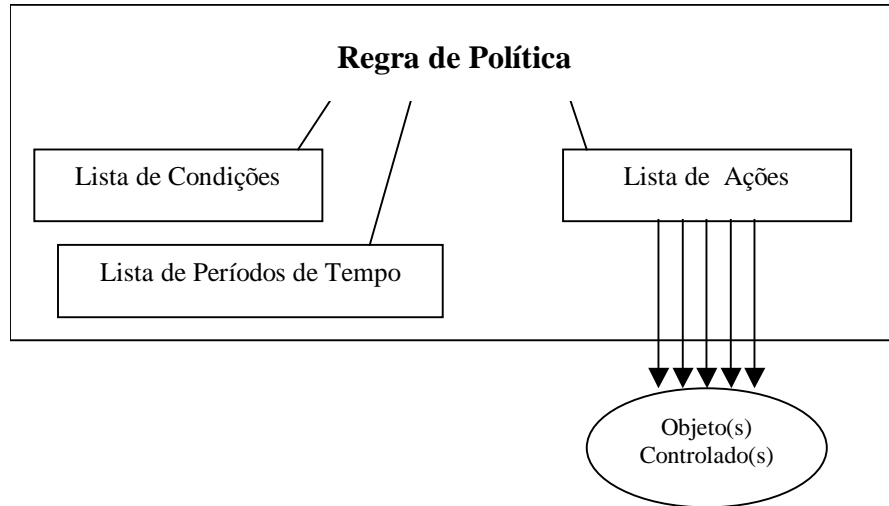 Regra de Política
Lista de Condições
Lista de Ações
Lista de Períodos de Tempo
Objeto(s)
Controlado(s)